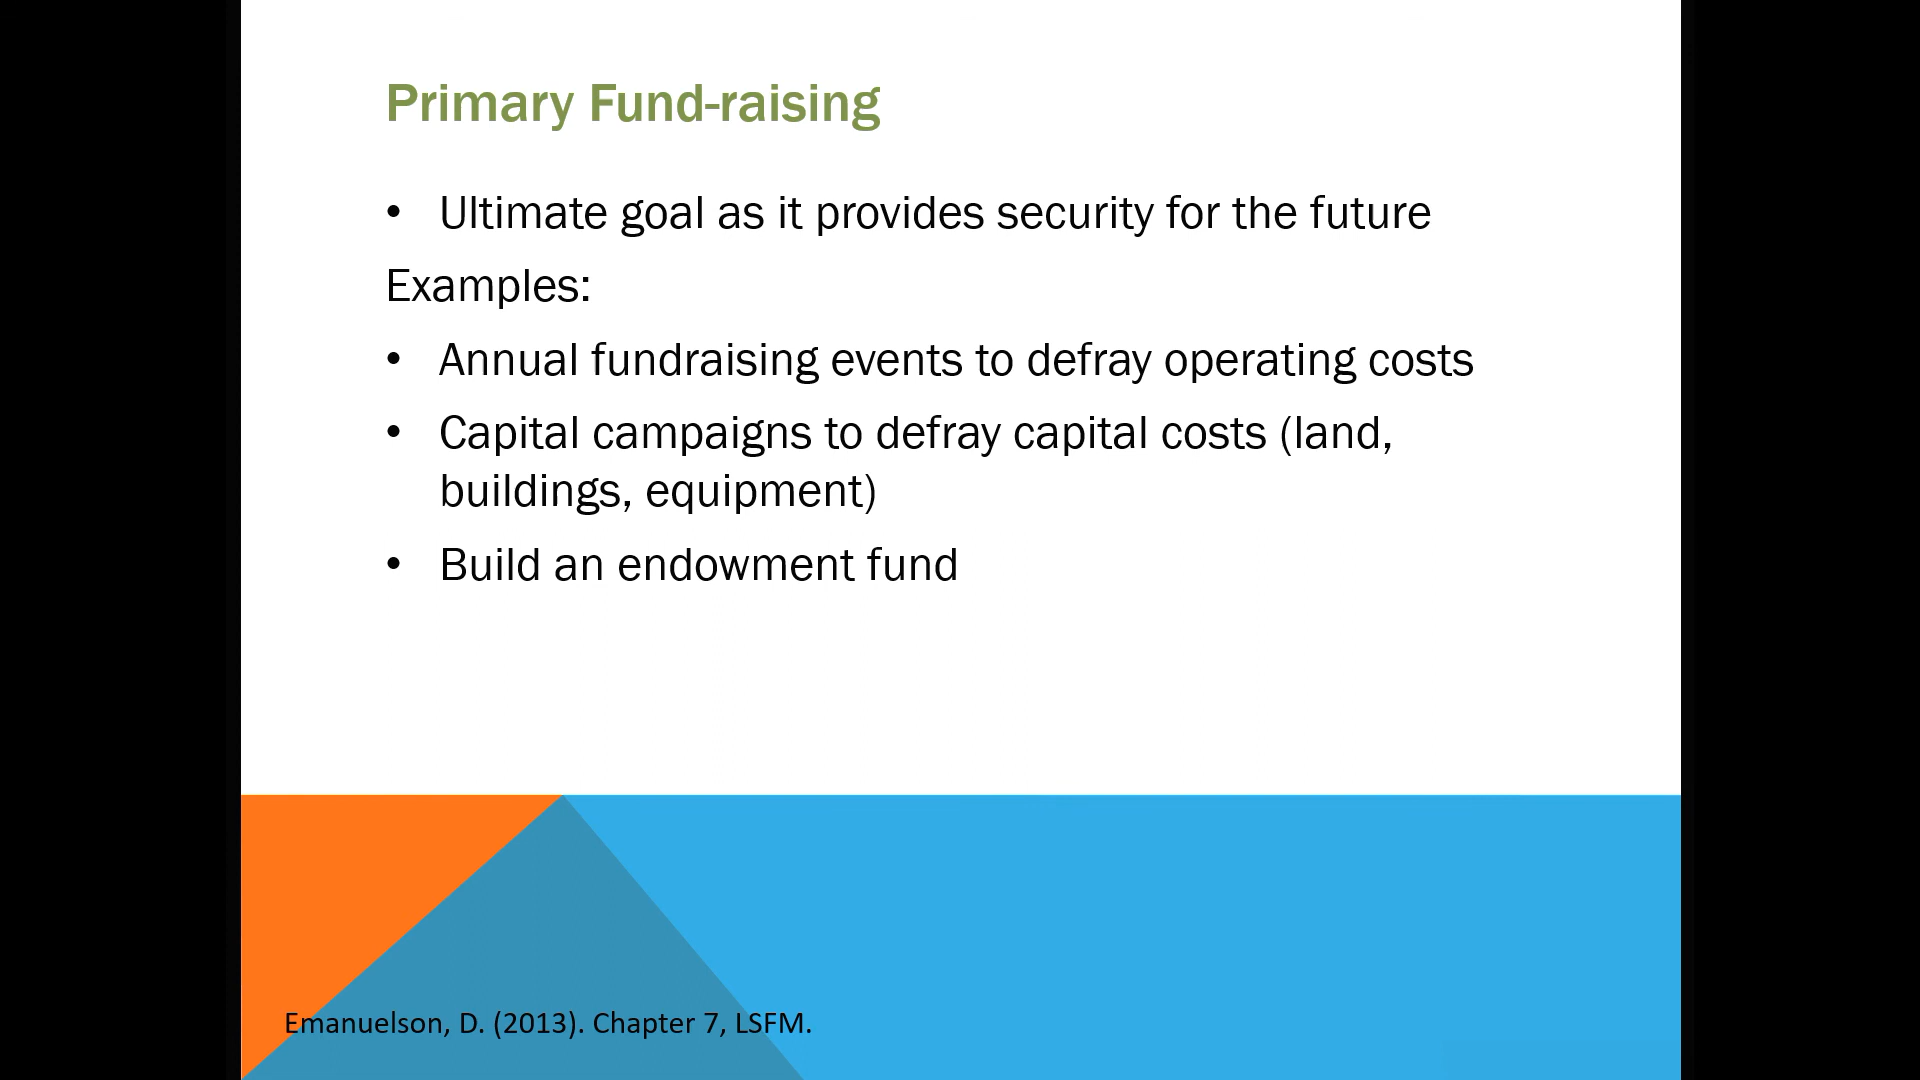 Primary Fund-raising
• Ultimate goal as it provides security for the future
Examples:
• Annual fundraising events to defray operating costs
• Capital campaigns to defray capital costs (land,
buildings, equipment)
• Build an endowment fund
Emanuelson, D. (2013). Chapter 7, LSFM.